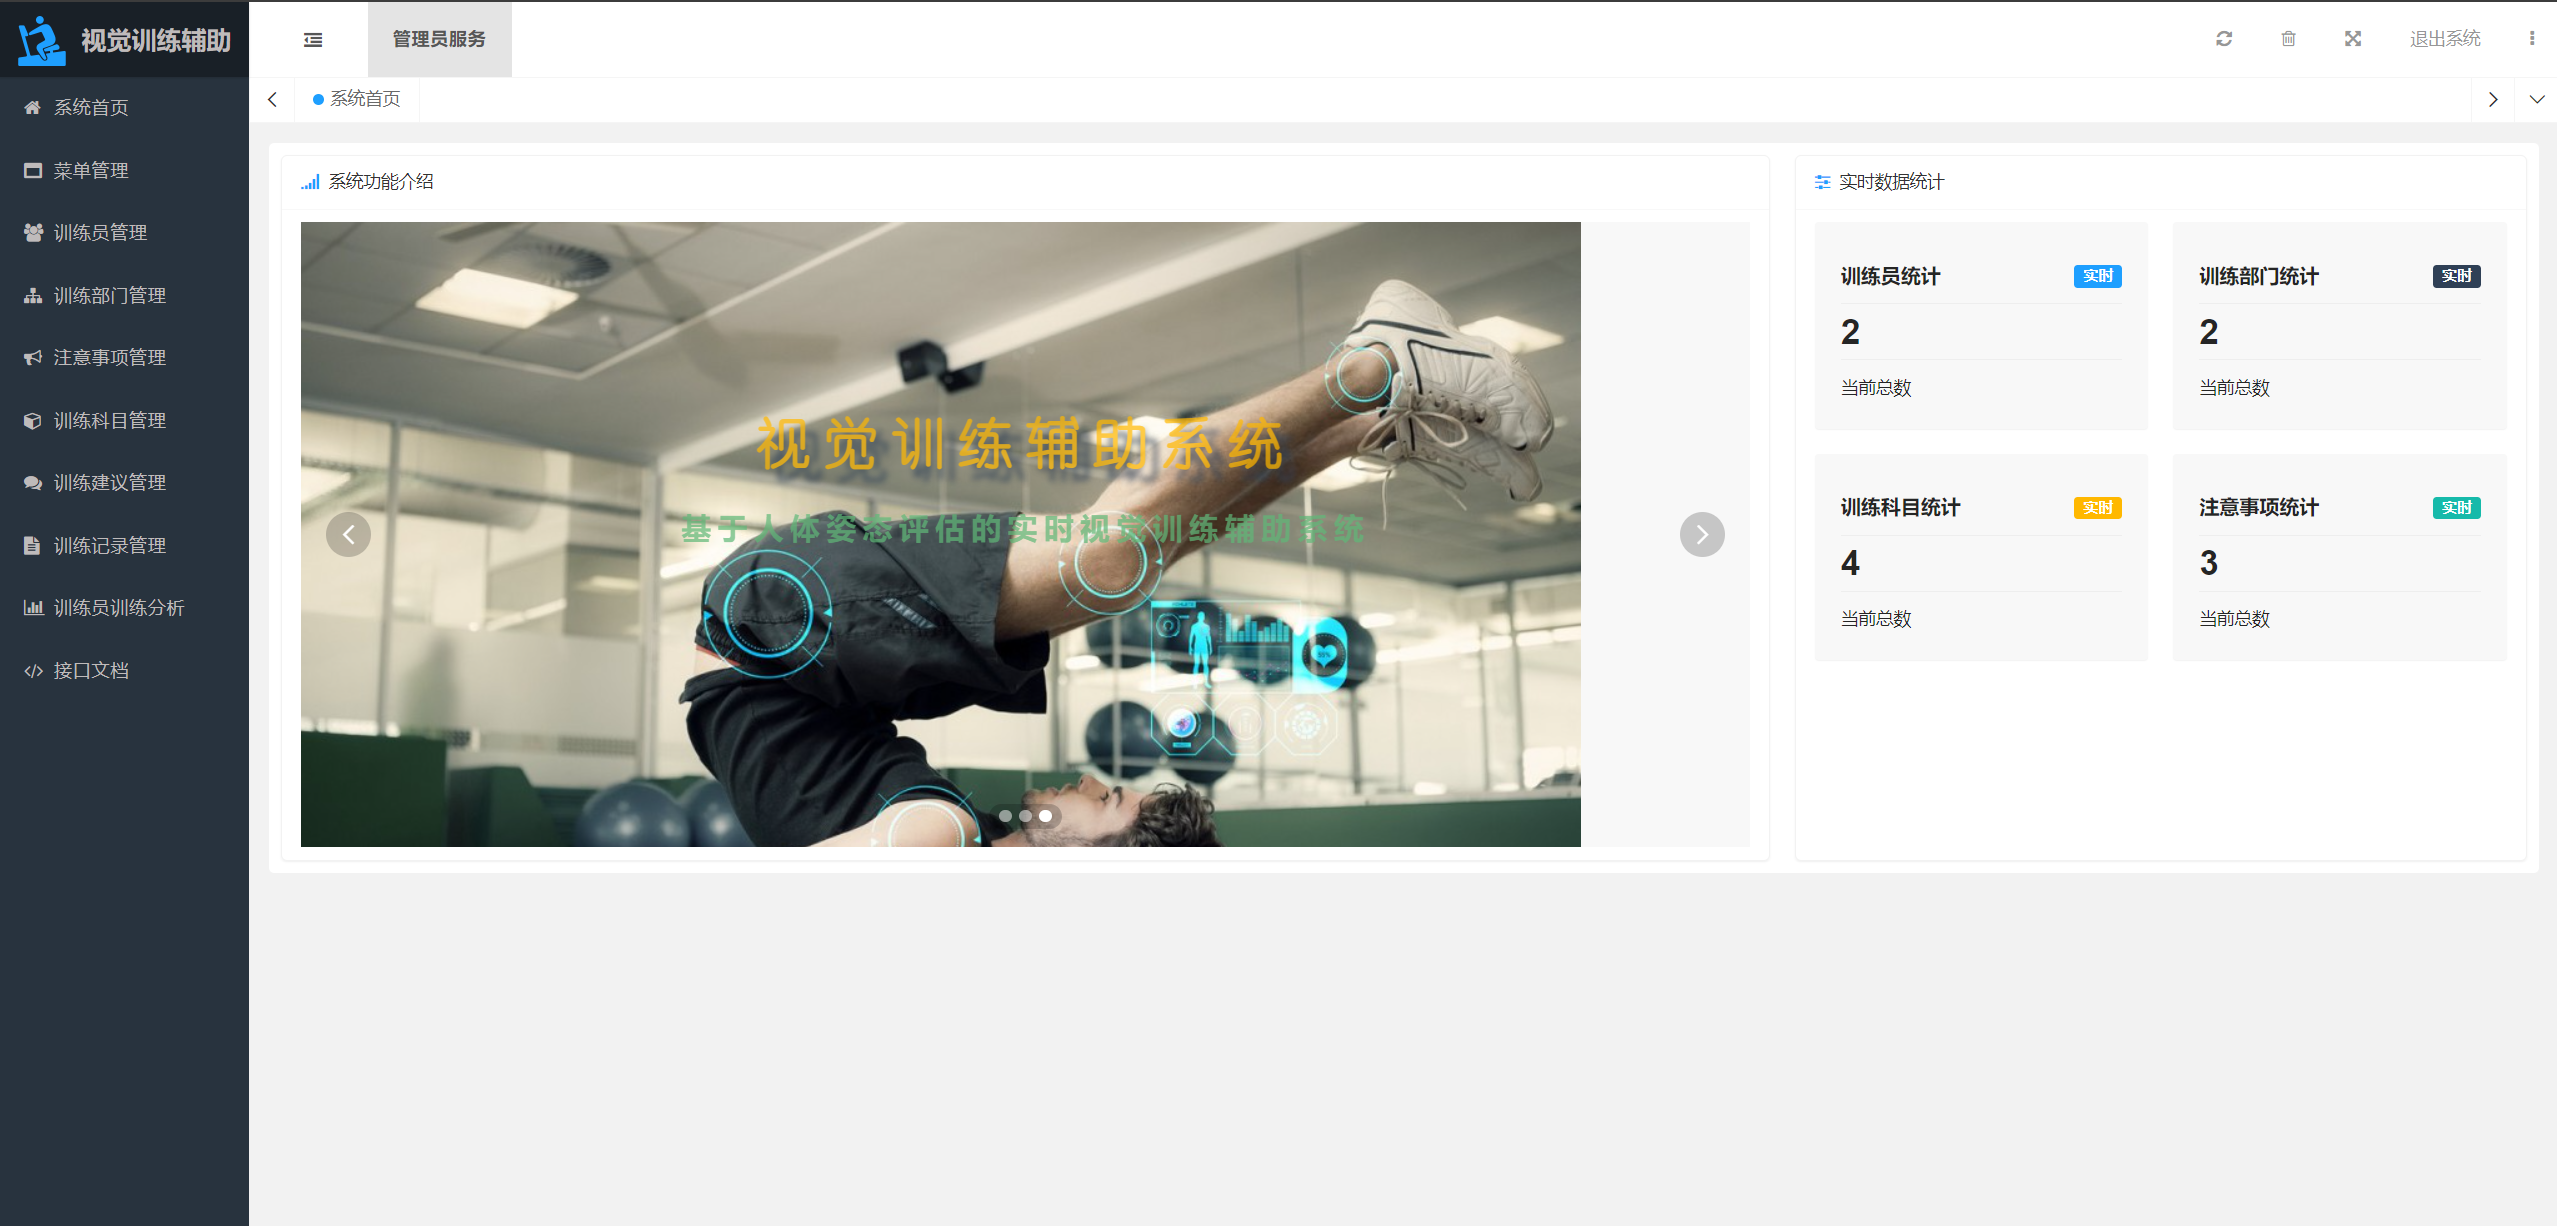 视觉训练辅助
管理员服务
退出系统
系统首页
系统首页
菜单管理
训练员管理
训练部门管理
注意事项管理
训练科目管理
训练建议管理
训练记录管理
训练员训练分析
接口文档
系统功能介绍
视觉训练辅助系统
基于人体姿态评估的实时视觉训练辅助系统
实时数据统计
训练员统计 实时
2
当前总数
训练部门统计 实时
2
当前总数
训练科目统计 实时
4
当前总数
注意事项统计 实时
3
当前总数